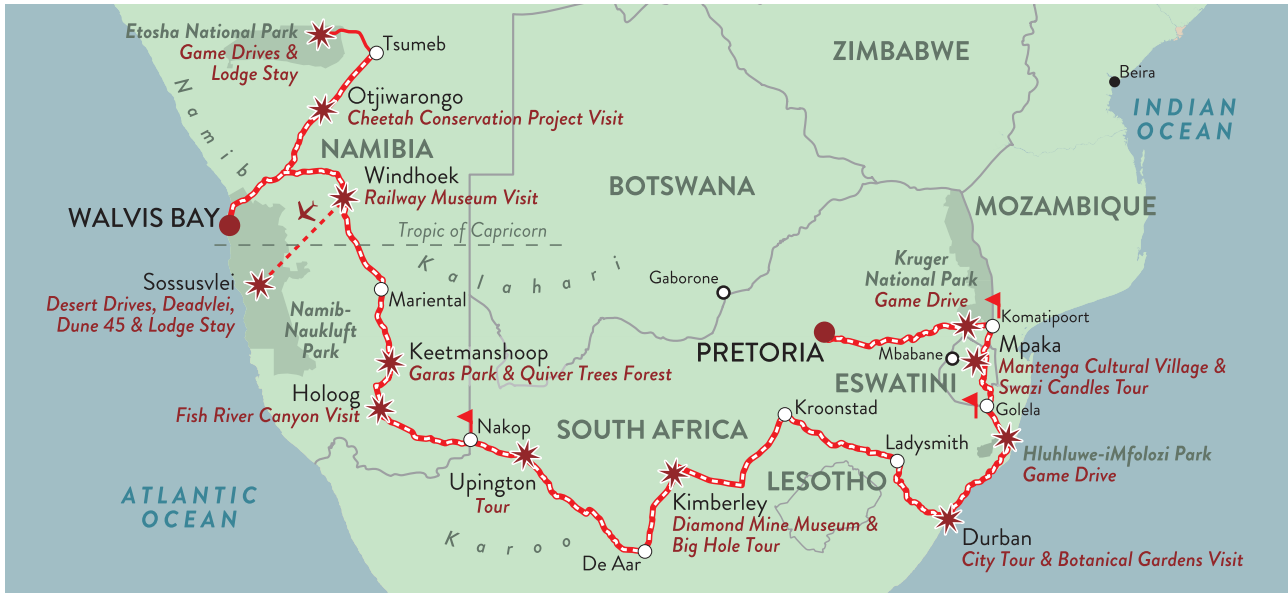 Etosha National Park
Game Drives &
Lodge Stay
Tsumeb
ZIMBABWE
Beira
INDIAN
OCEAN
Otjiwarongo
Cheetah Conservation Project Visit
Namib
NAMIBIA
Windhoek
Railway Museum Visit
BOTSWANA
MOZAMBIQUE
WALVIS BAY
Tropic of Capricorn
Kalahari
Kruger
National Park
Game Drive
Gaborone
Sossusvlei
Desert Drives, Deadvlei,
Dune 45 & Lodge Stay
Mariental
Namib-
Naukluft
Park
Komatipoort
PRETORIA
Mbabane
Mpaka
Mantenga Cultural Village &
Swazi Candles Tour
ESWATINI
Keetmanshoop
Garas Park & Quiver Trees Forest
Holoog
Fish River Canyon Visit
Golela
Kroonstad
Nakop
SOUTH AFRICA
Ladysmith
Hluhluwe-iMfolozi Park
Game Drive
LESOTHO
Upington
Tour
Kimberley
Diamond Mine Museum &
Big Hole Tour
ATLANTIC
OCEAN
Karoo
De Aar
Durban
City Tour & Botanical Gardens Visit